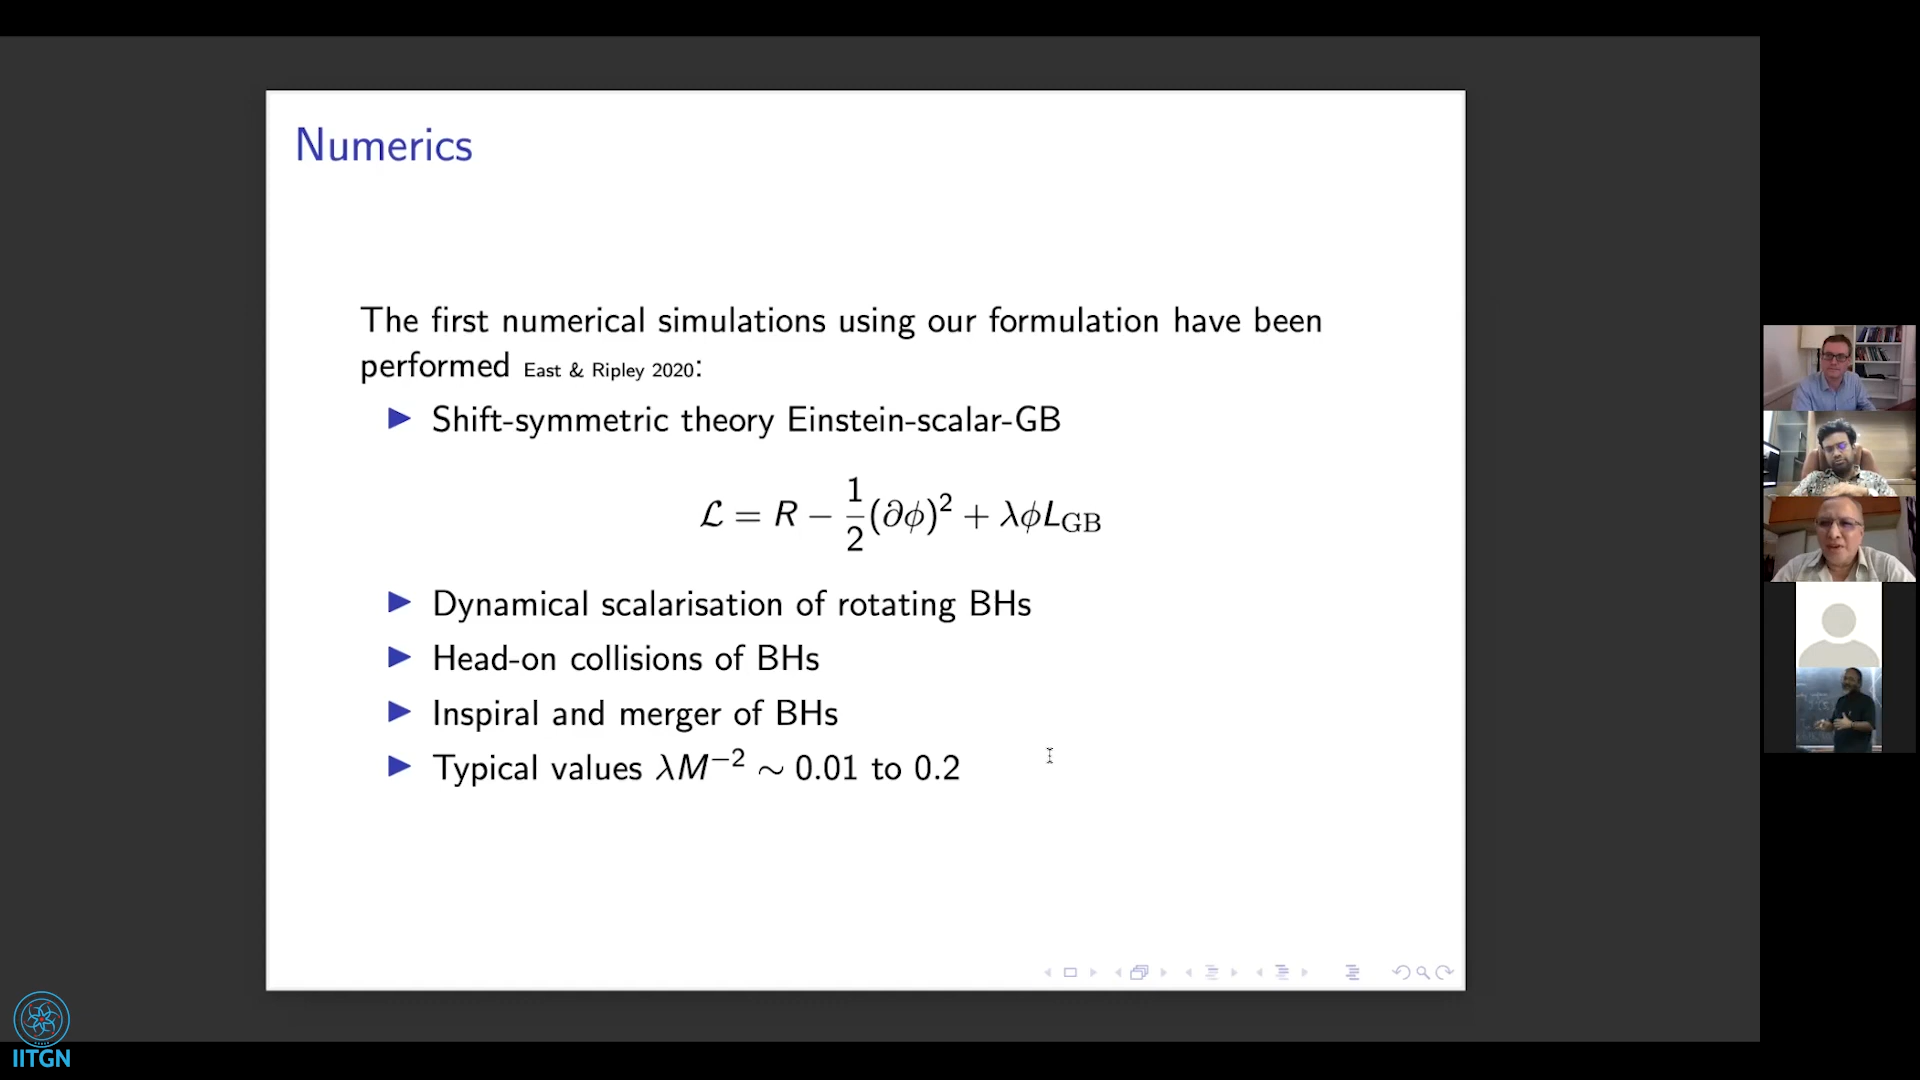 Numerics
The first numerical simulations using our formulation have been
performed East & Ripley 2020:
▶ Shift-symmetric theory Einstein-scalar-GB
ℒ = R − 1/2 (∂ϕ)² + λϕL_GB
▶ Dynamical scalarisation of rotating BHs
▶ Head-on collisions of BHs
▶ Inspiral and merger of BHs
▶ Typical values λM⁻² ∼ 0.01 to 0.2
IITGN